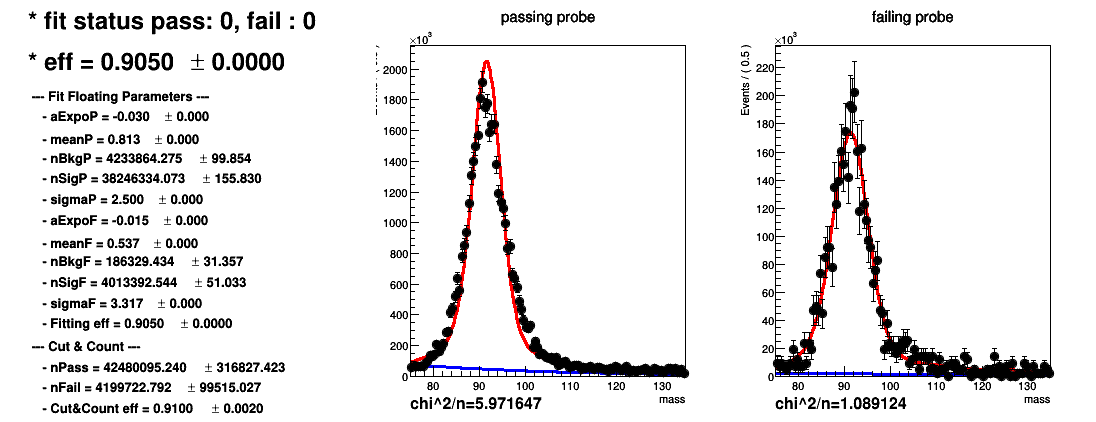 * fit status pass: 0, fail : 0
* eff = 0.9050 ± 0.0000
--- Fit Floating Parameters ---
- aExpoP = -0.030 ± 0.000
- meanP = 0.813 ± 0.000
- nBkgP = 4233864.275 ± 99.854
- nSigP = 38246334.073 ± 155.830
- sigmaP = 2.500 ± 0.000
- aExpoF = -0.015 ± 0.000
- meanF = 0.537 ± 0.000
- nBkgF = 186329.434 ± 31.357
- nSigF = 4013392.544 ± 51.033
- sigmaF = 3.317 ± 0.000
- Fitting eff = 0.9050 ± 0.0000
--- Cut & Count ---
- nPass = 42480095.240 ± 316827.423
- nFail = 4199722.792 ± 99515.027
- Cut&Count eff = 0.9100 ± 0.0020
passing probe
×10³
2000
1800
1600
1400
1200
1000
800
600
400
200
0
80 90 100 110 120 130
mass
chi^2/n=5.971647
failing probe
×10³
Events / ( 0.5 )
220
200
180
160
140
120
100
80
60
40
20
0
80 90 100 110 120 130
mass
chi^2/n=1.089124